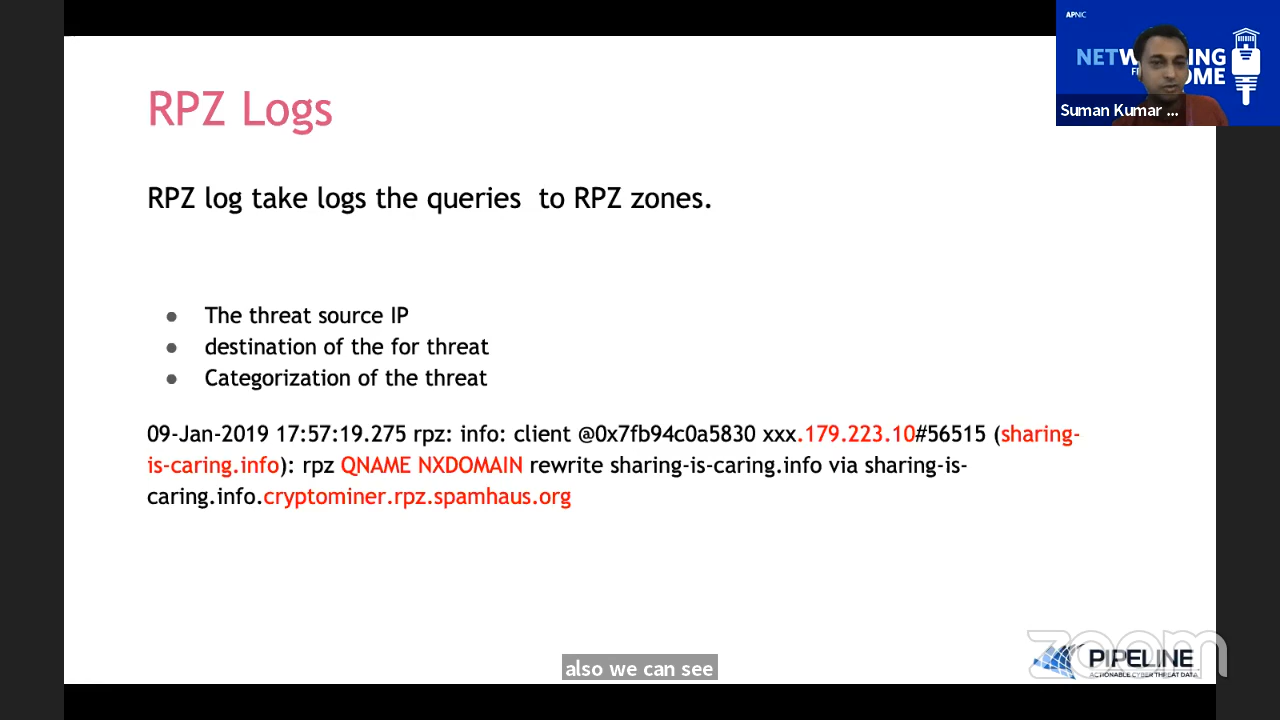 RPZ Logs
RPZ log take logs the queries to RPZ zones.
● The threat source IP
● destination of the for threat
● Categorization of the threat
09-Jan-2019 17:57:19.275 rpz: info: client @0x7fb94c0a5830 xxx.179.223.10#56515 (sharing-
is-caring.info): rpz QNAME NXDOMAIN rewrite sharing-is-caring.info via sharing-is-
caring.info.cryptominer.rpz.spamhaus.org
APNIC
Suman Kumar ...
also we can see
zoom
PIPELINE
ACTIONABLE CYBER THREAT DATA